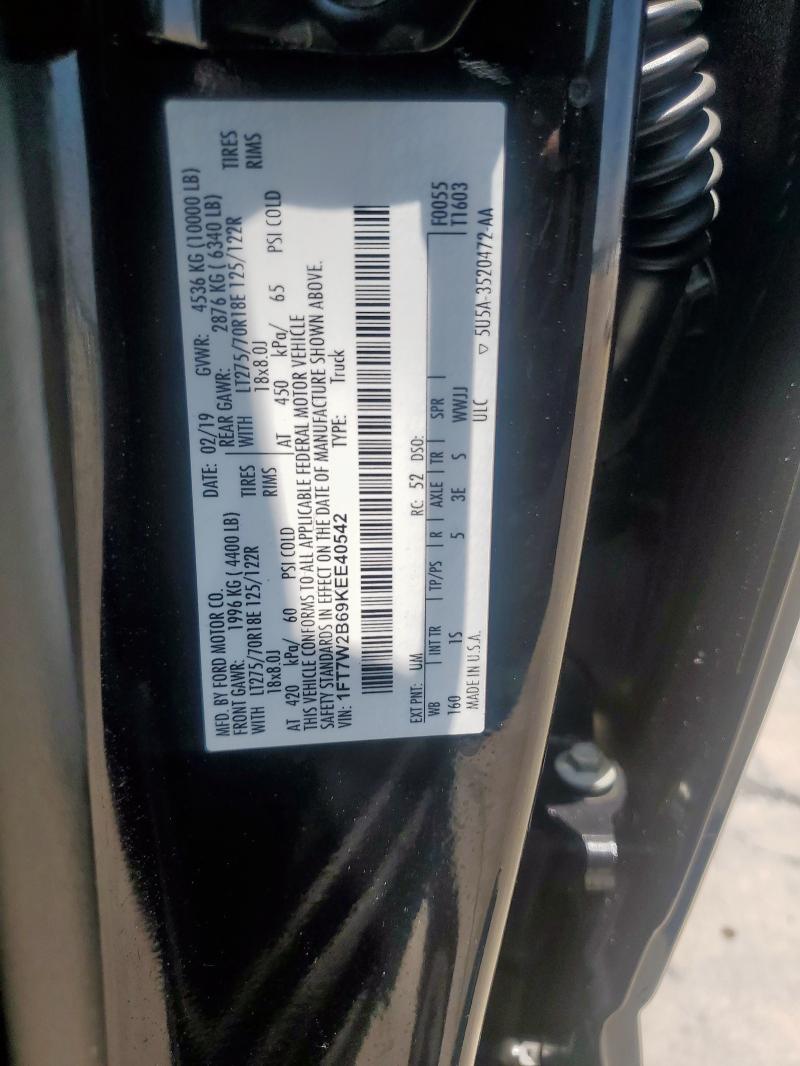 MFD. BY FORD MOTOR CO.
DATE: 02/19 GVWR: 4536 KG (10000 LB)
FRONT GAWR: 1996 KG ( 4400 LB) REAR GAWR: 2876 KG ( 6340 LB)
WITH LT275/70R18E 125/122R TIRES WITH LT275/70R18E 125/122R TIRES
18x8.0J RIMS 18x8.0J RIMS
AT 420 kPa/ 60 PSI COLD AT 450 kPa/ 65 PSI COLD
THIS VEHICLE CONFORMS TO ALL APPLICABLE FEDERAL MOTOR VEHICLE
SAFETY STANDARDS IN EFFECT ON THE DATE OF MANUFACTURE SHOWN ABOVE.
VIN: 1FT7W2B69KEE40542 TYPE: Truck
EXT PNT: UM RC: 52 DSO: F0055
WB INT TR TP/PS R AXLE TR SPR T1603
160 1S 5 3E S WWJJ
MADE IN U.S.A. ULC ▽ 5U5A-3520472-AA